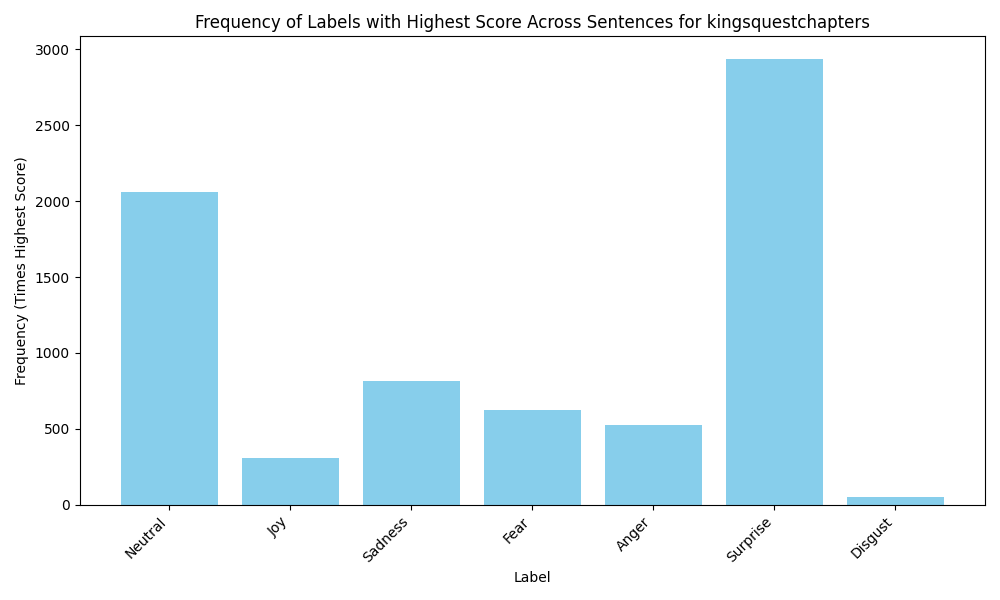 Frequency of Labels with Highest Score Across Sentences for kingsquestchapters
Frequency (Times Highest Score)
3000
2500
2000
1500
1000
500
0
Neutral
Joy
Sadness
Fear
Anger
Surprise
Disgust
Label